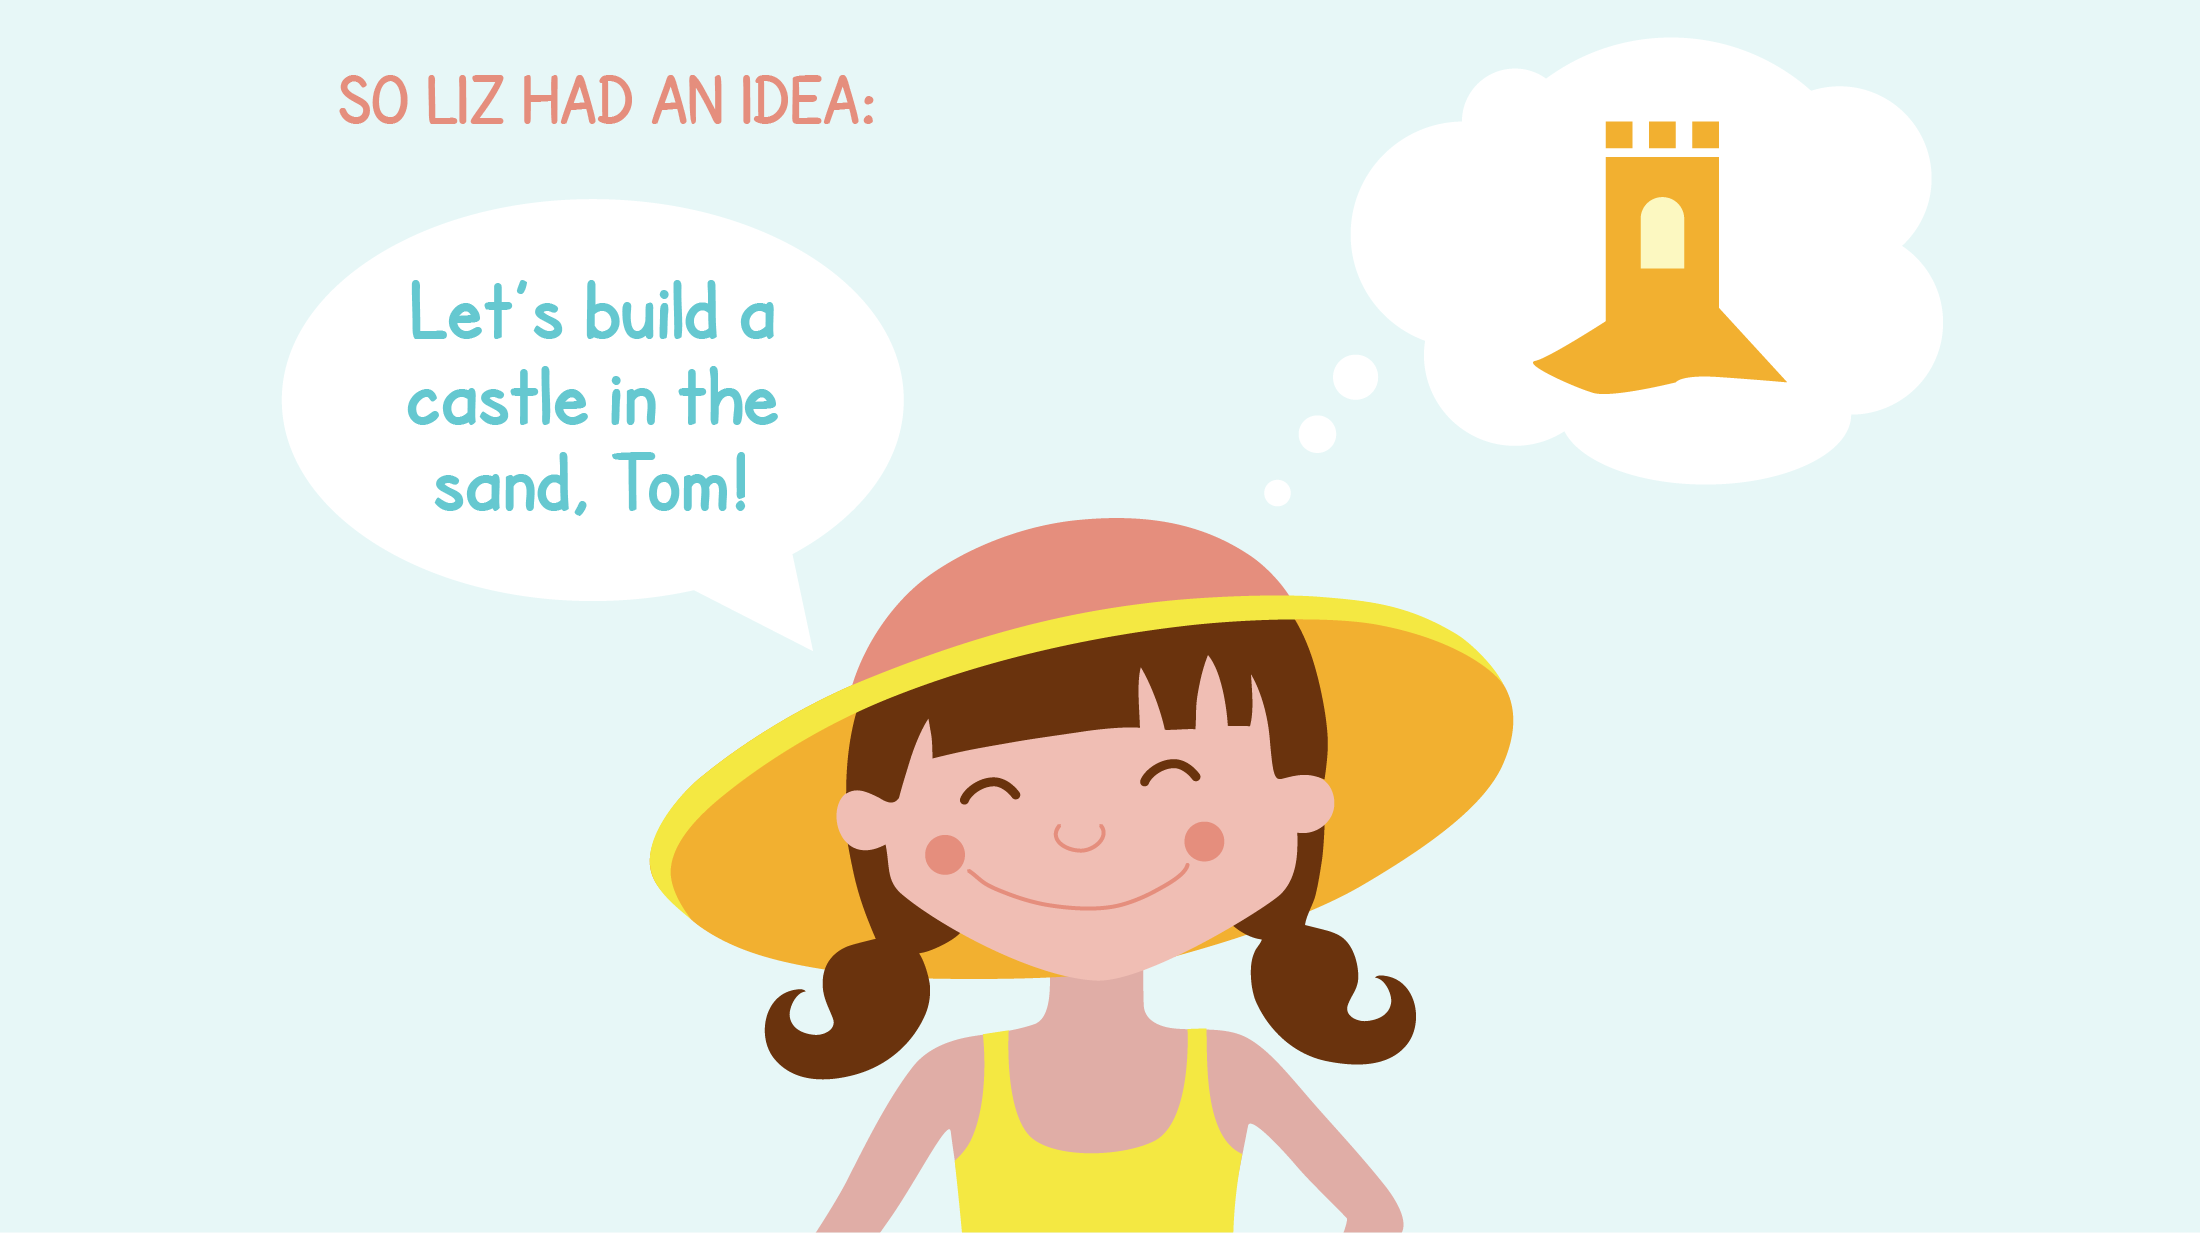 SO LIZ HAD AN IDEA:
Let's build a
castle in the
sand, Tom!